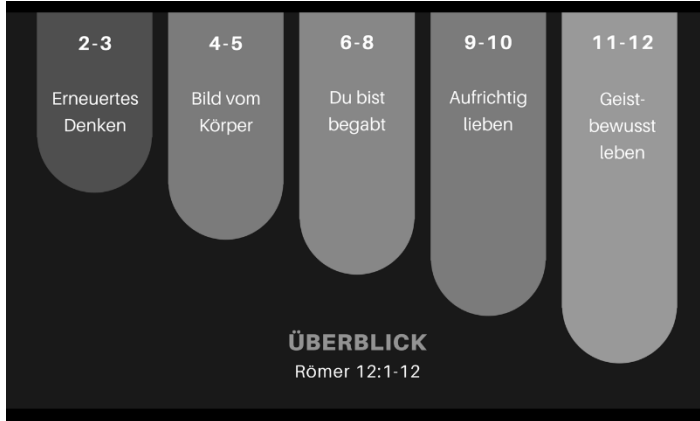 2-3
Erneuertes
Denken
4-5
Bild vom
Körper
6-8
Du bist
begabt
9-10
Aufrichtig
lieben
11-12
Geist-
bewusst
leben
ÜBERBLICK
Römer 12:1-12